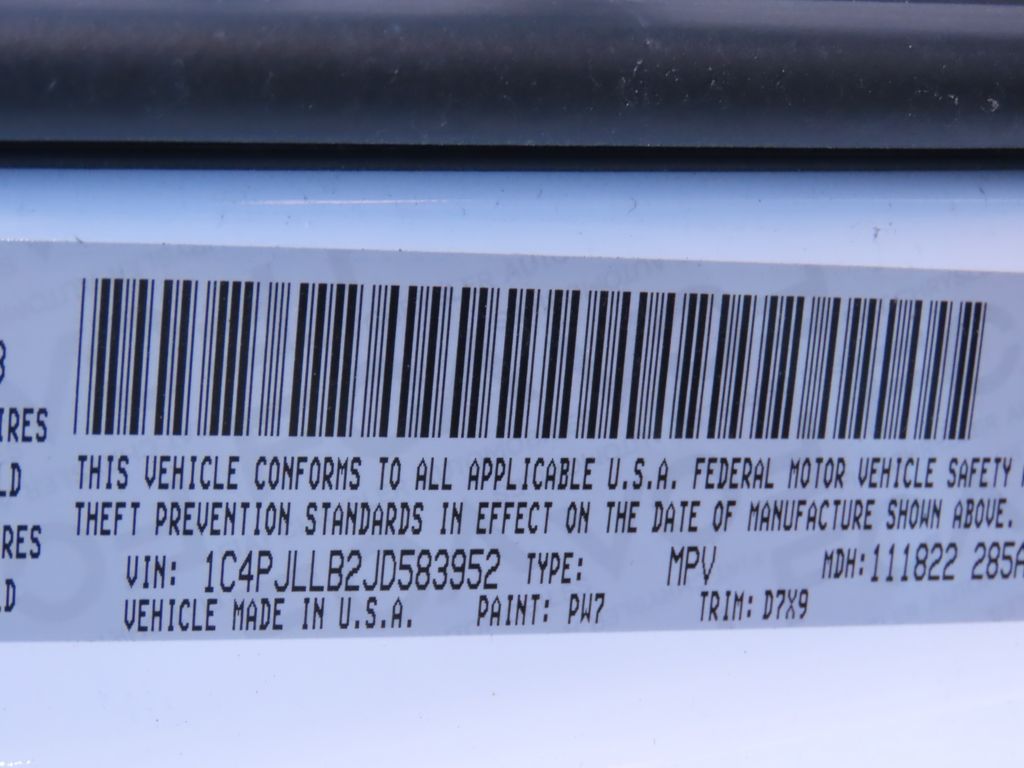 IRES
LD
RES
THIS VEHICLE CONFORMS TO ALL APPLICABLE U.S.A. FEDERAL MOTOR VEHICLE SAFETY
THEFT PREVENTION STANDARDS IN EFFECT ON THE DATE OF MANUFACTURE SHOWN ABOVE.
VIN: 1C4PJLLB2JD583952 TYPE: MPV MDH:111822 285A
VEHICLE MADE IN U.S.A. PAINT: PW7 TRIM: D7X9